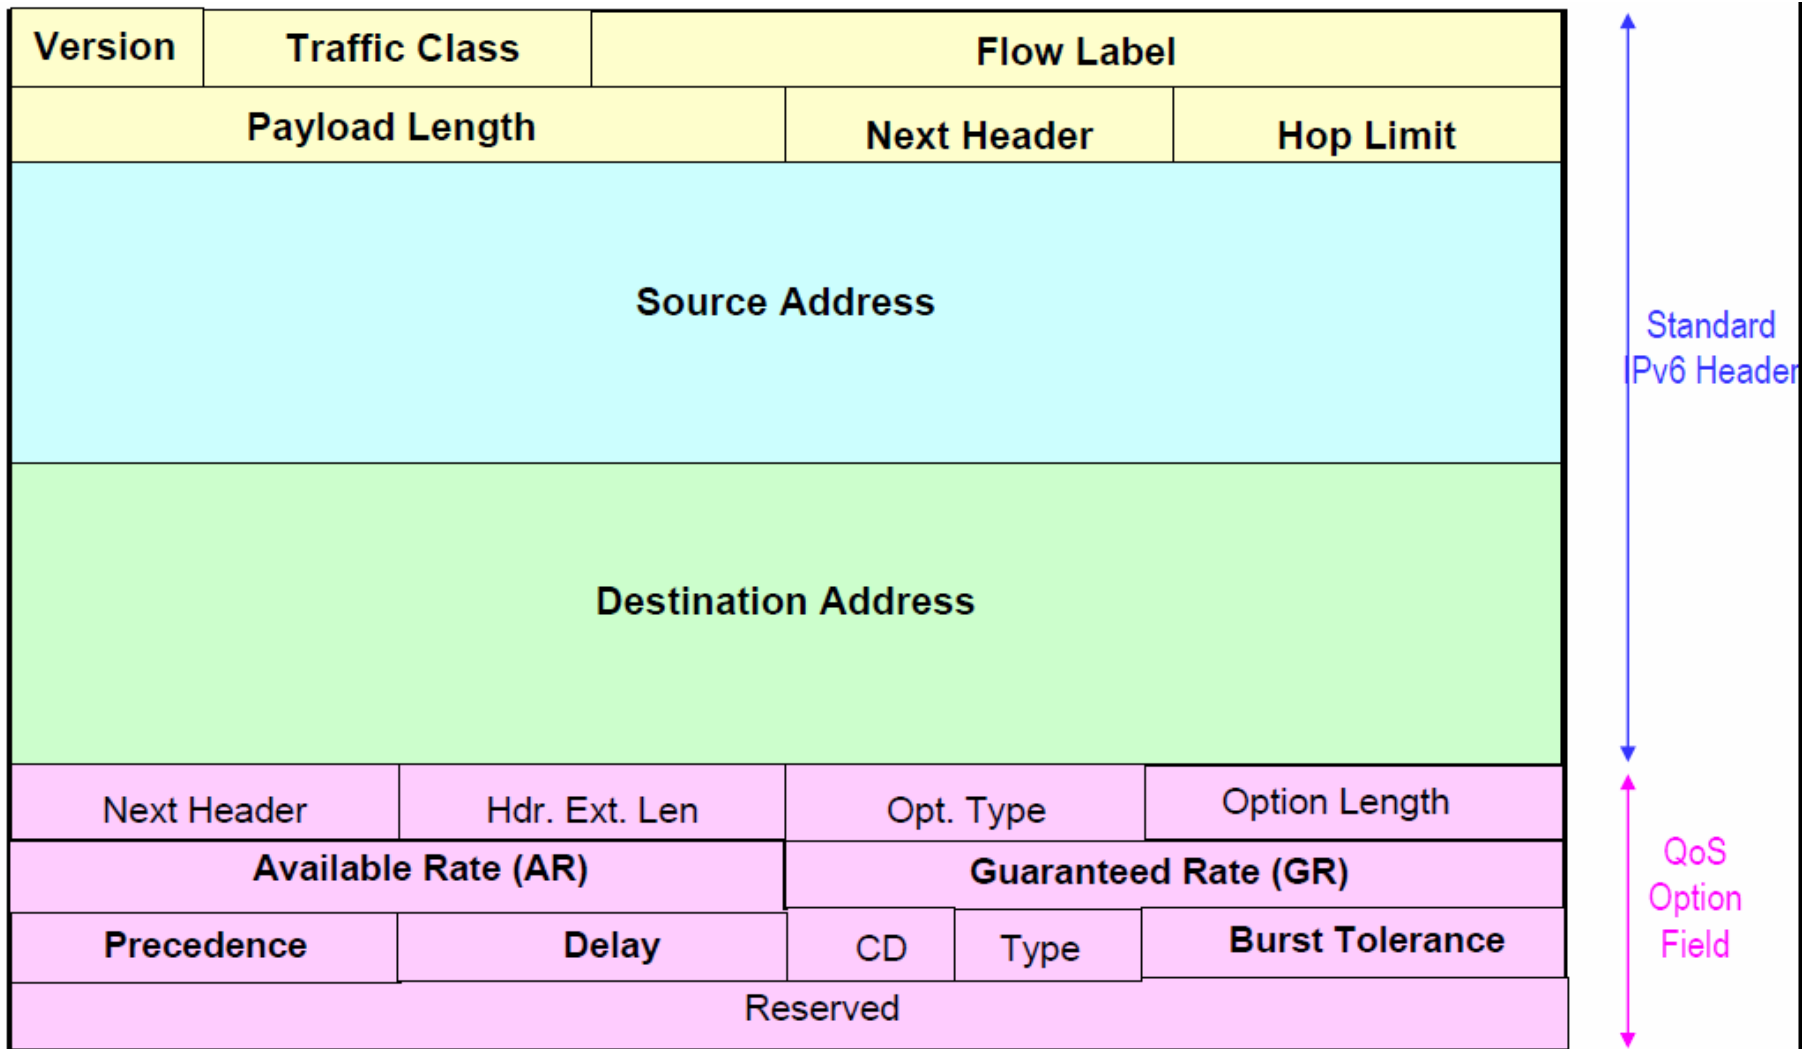 Version Traffic Class Flow Label
Payload Length Next Header Hop Limit
Source Address
Destination Address
Next Header Hdr. Ext. Len Opt. Type Option Length
Available Rate (AR) Guaranteed Rate (GR)
Precedence Delay CD Type Burst Tolerance
Reserved
Standard
IPv6 Header
QoS
Option
Field